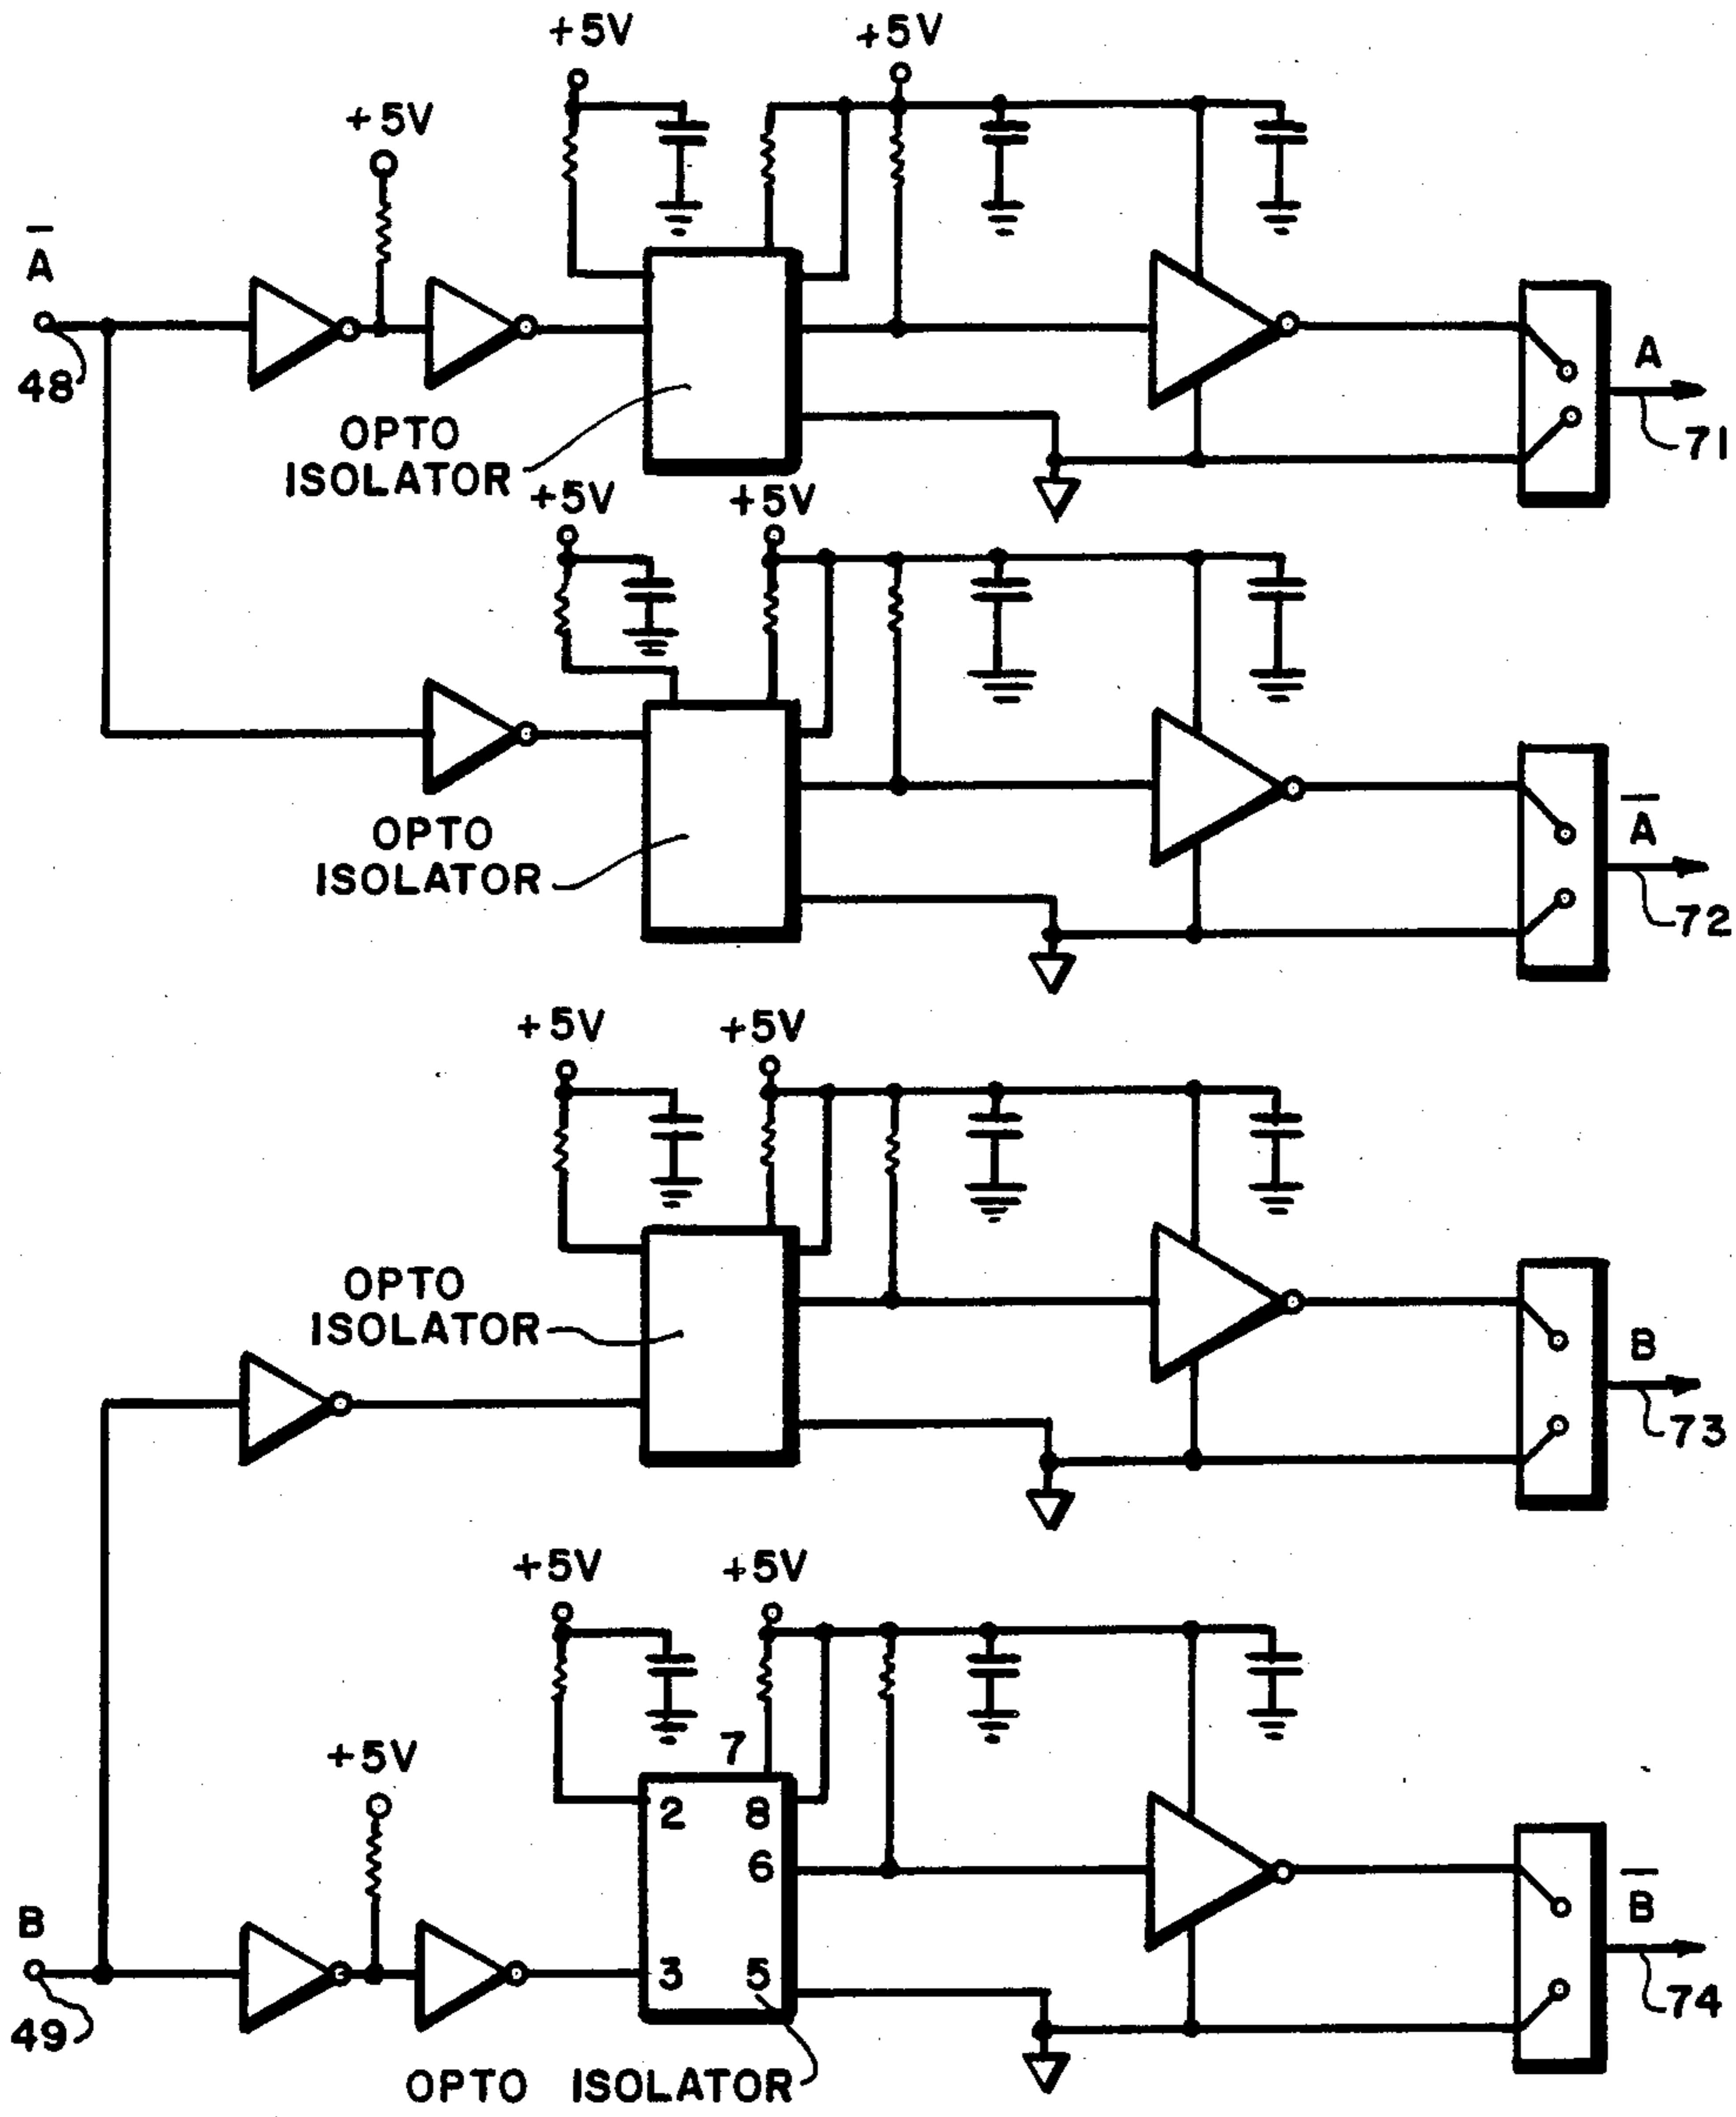 +5V
+5V
+5V
A̅
48
OPTO
ISOLATOR
A
71
+5V
+5V
OPTO
ISOLATOR
A̅
72
+5V
+5V
OPTO
ISOLATOR
B
73
+5V
+5V
7
+5V
2 8
6
B
3 5
49
B̅
74
OPTO ISOLATOR